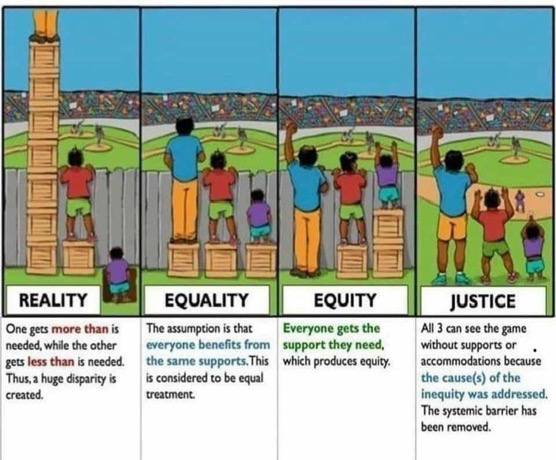 REALITY
One gets more than is
needed, while the other
gets less than is needed.
Thus, a huge disparity is
created.
EQUALITY
The assumption is that
everyone benefits from
the same supports.This
is considered to be equal
treatment.
EQUITY
Everyone gets the
support they need,
which produces equity.
JUSTICE
All 3 can see the game
without supports or
accommodations because
the cause(s) of the
inequity was addressed.
The systemic barrier has
been removed.